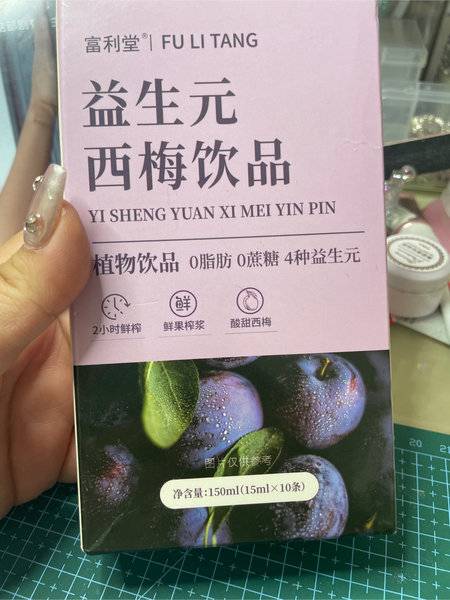 富利堂® | FU LI TANG
益生元
西梅饮品
YI SHENG YUAN XI MEI YIN PIN
植物饮品 0脂肪 0蔗糖 4种益生元
鲜
2小时鲜榨 鲜果榨浆 酸甜西梅
图片仅供参考
净含量:150ml(15ml×10条)
20 21